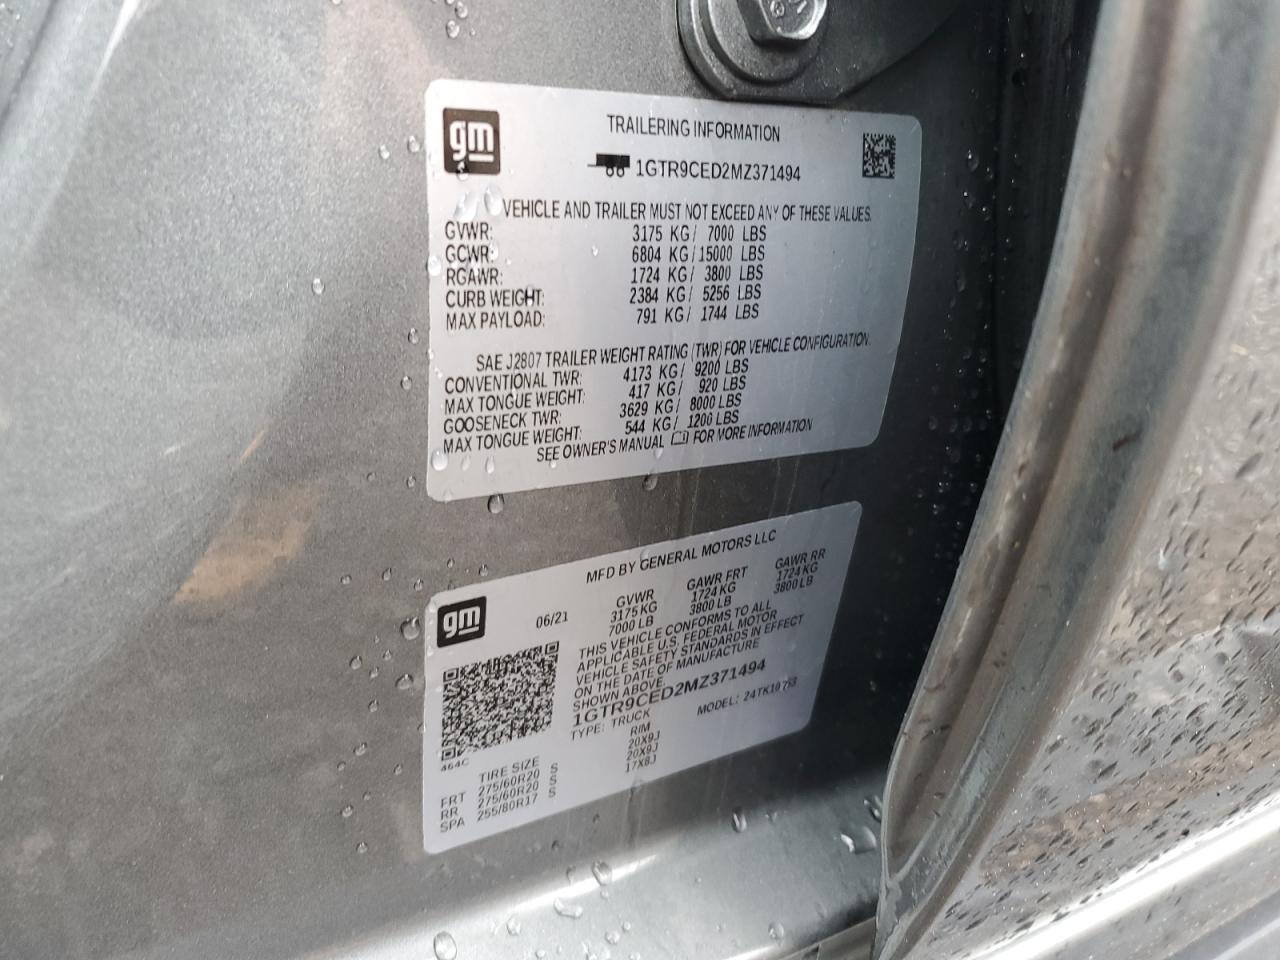 gm
TRAILERING INFORMATION
1GTR9CED2MZ371494
VEHICLE AND TRAILER MUST NOT EXCEED ANY OF THESE VALUES.
GVWR: 3175 KG/ 7000 LBS
GCWR: 6804 KG/15000 LBS
RGAWR: 1724 KG/ 3800 LBS
CURB WEIGHT: 2384 KG/ 5256 LBS
MAX PAYLOAD: 791 KG/ 1744 LBS
SAE J2807 TRAILER WEIGHT RATING (TWR) FOR VEHICLE CONFIGURATION.
CONVENTIONAL TWR: 4173 KG/ 9200 LBS
MAX TONGUE WEIGHT: 417 KG/ 920 LBS
GOOSENECK TWR: 3629 KG/ 8000 LBS
MAX TONGUE WEIGHT: 544 KG/ 1200 LBS
SEE OWNER'S MANUAL FOR MORE INFORMATION
gm
MFD BY GENERAL MOTORS LLC
06/21
GVWR GAWR FRT GAWR RR
3175 KG 1724 KG 1724 KG
7000 LB 3800 LB 3800 LB
THIS VEHICLE CONFORMS TO ALL
APPLICABLE U.S. FEDERAL MOTOR
VEHICLE SAFETY STANDARDS IN EFFECT
ON THE DATE OF MANUFACTURE
SHOWN ABOVE.
1GTR9CED2MZ371494
TYPE: TRUCK MODEL:
464C
TIRE SIZE RIM
FRT 275/60R20 S 20X9J
RR 275/60R20 S 20X9J
SPA 255/80R17 S 17X8J